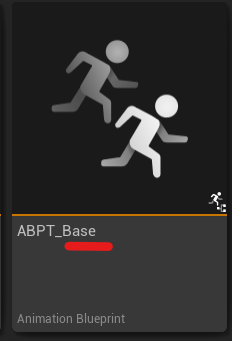 ABPT_Base
Animation Blueprint